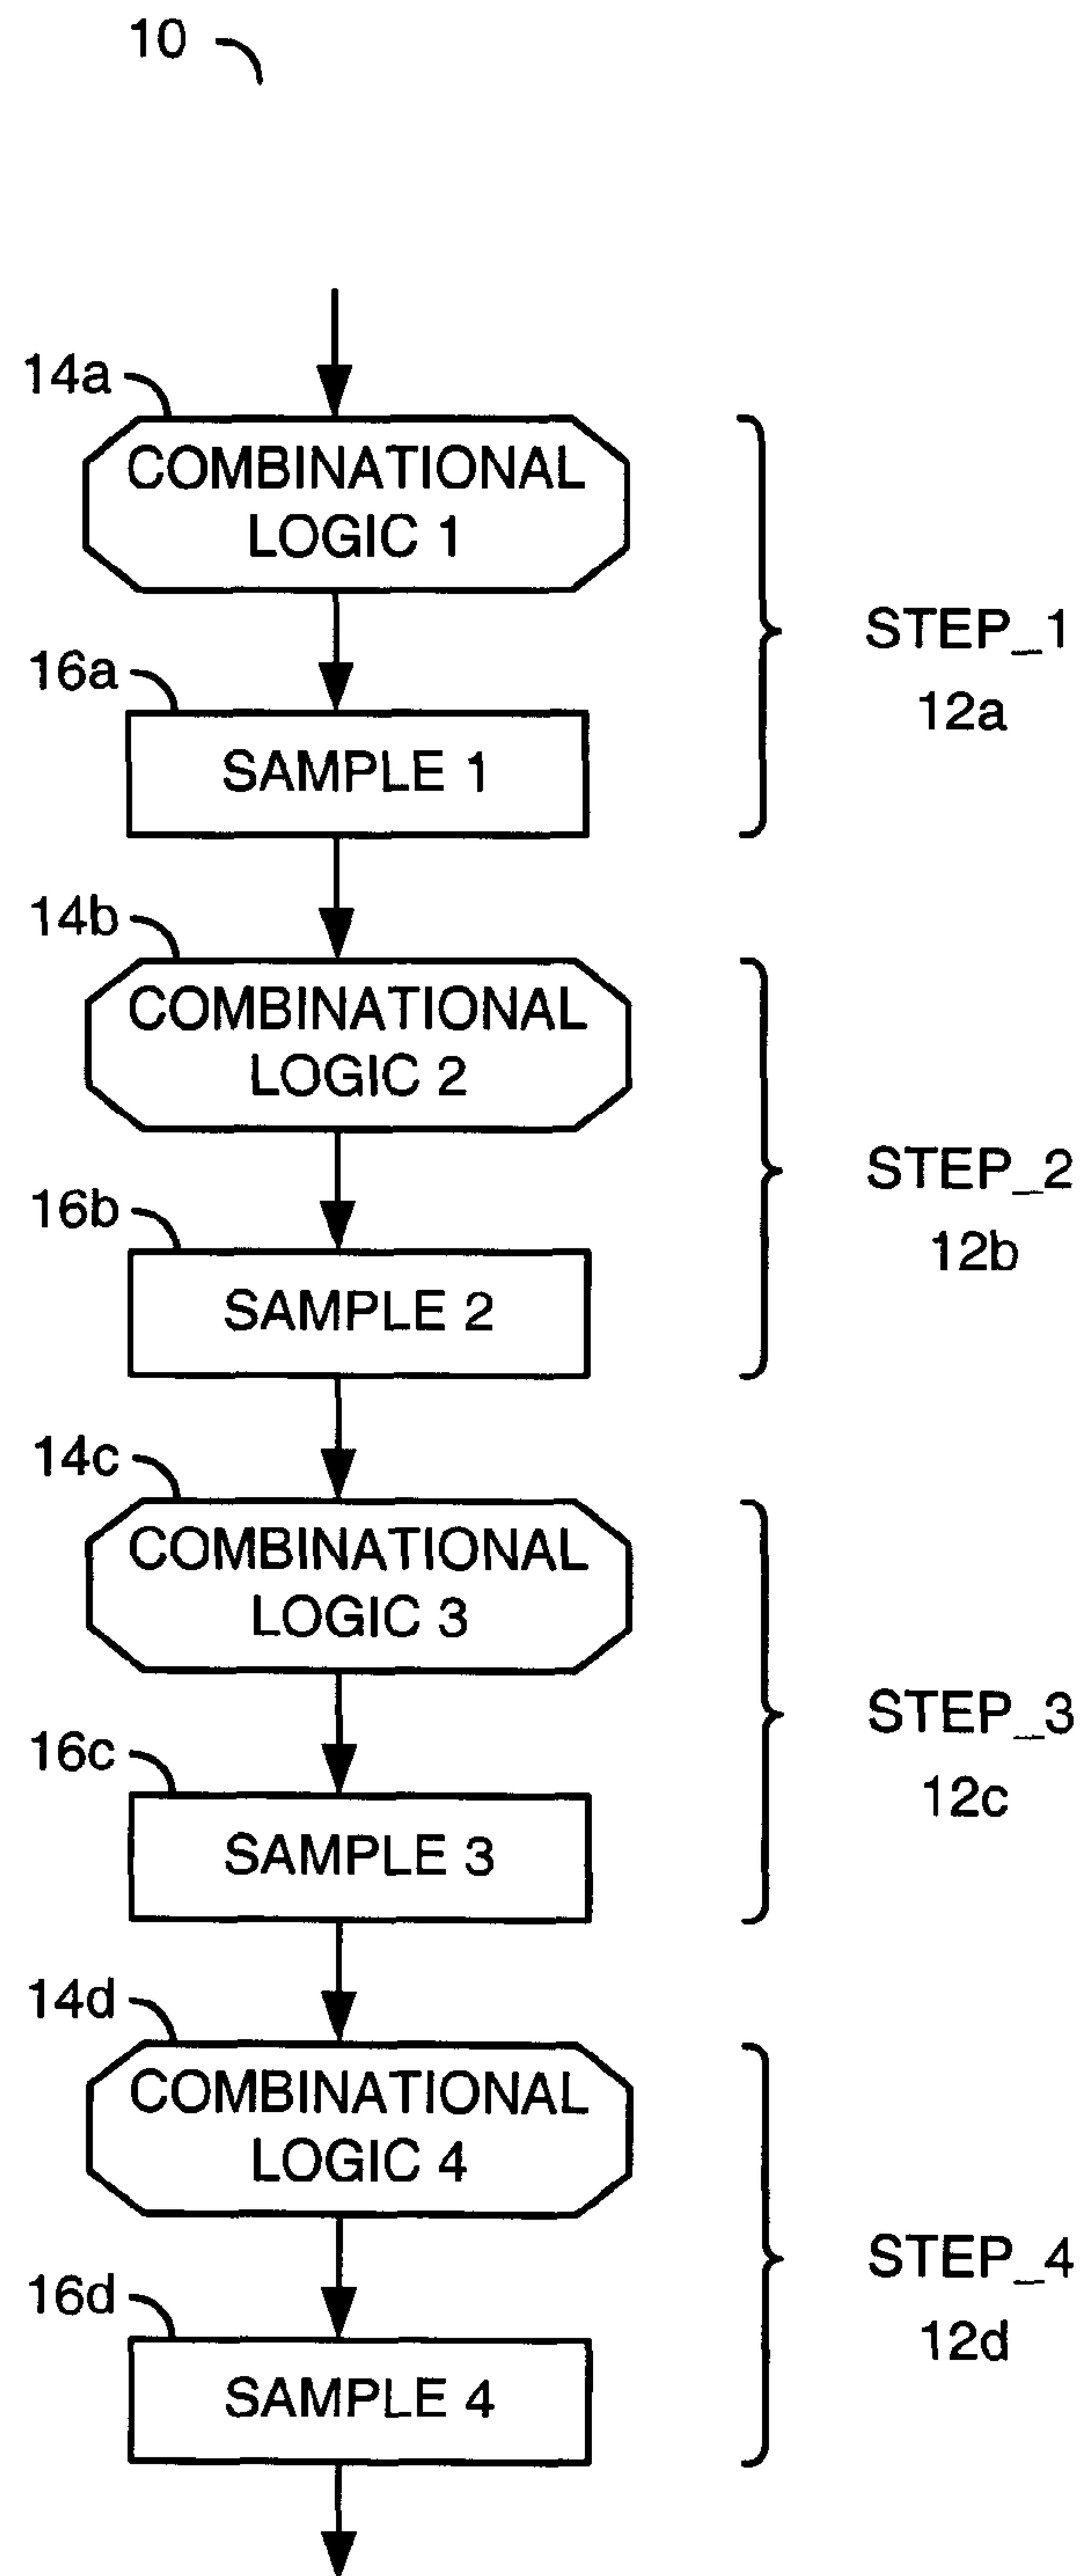 10
14a
COMBINATIONAL
LOGIC 1
16a
SAMPLE 1
STEP_1
12a
14b
COMBINATIONAL
LOGIC 2
16b
SAMPLE 2
STEP_2
12b
14c
COMBINATIONAL
LOGIC 3
16c
SAMPLE 3
STEP_3
12c
14d
COMBINATIONAL
LOGIC 4
16d
SAMPLE 4
STEP_4
12d